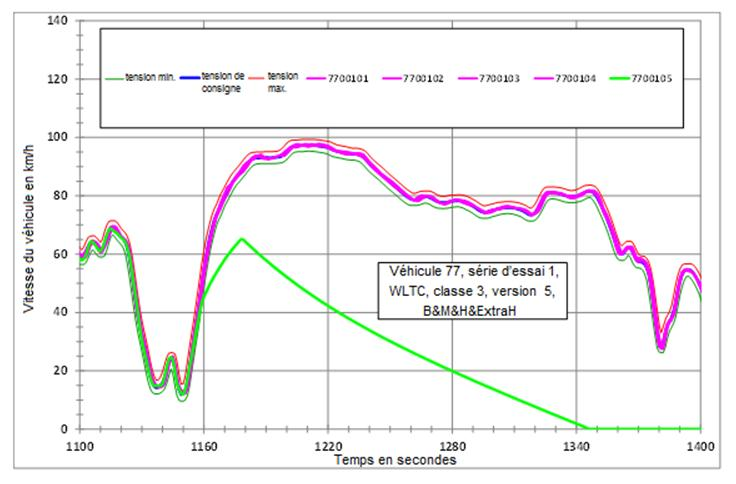 140
120
100
80
60
40
20
0
Vitesse du véhicule en km/h
tension min.
tension de
consigne
tension
max.
7700101
7700102
7700103
7700104
7700105
Véhicule 77, série d'essai 1,
WLTC, classe 3, version 5,
B&M&H&ExtraH
1100 1160 1220 1280 1340 1400
Temps en secondes